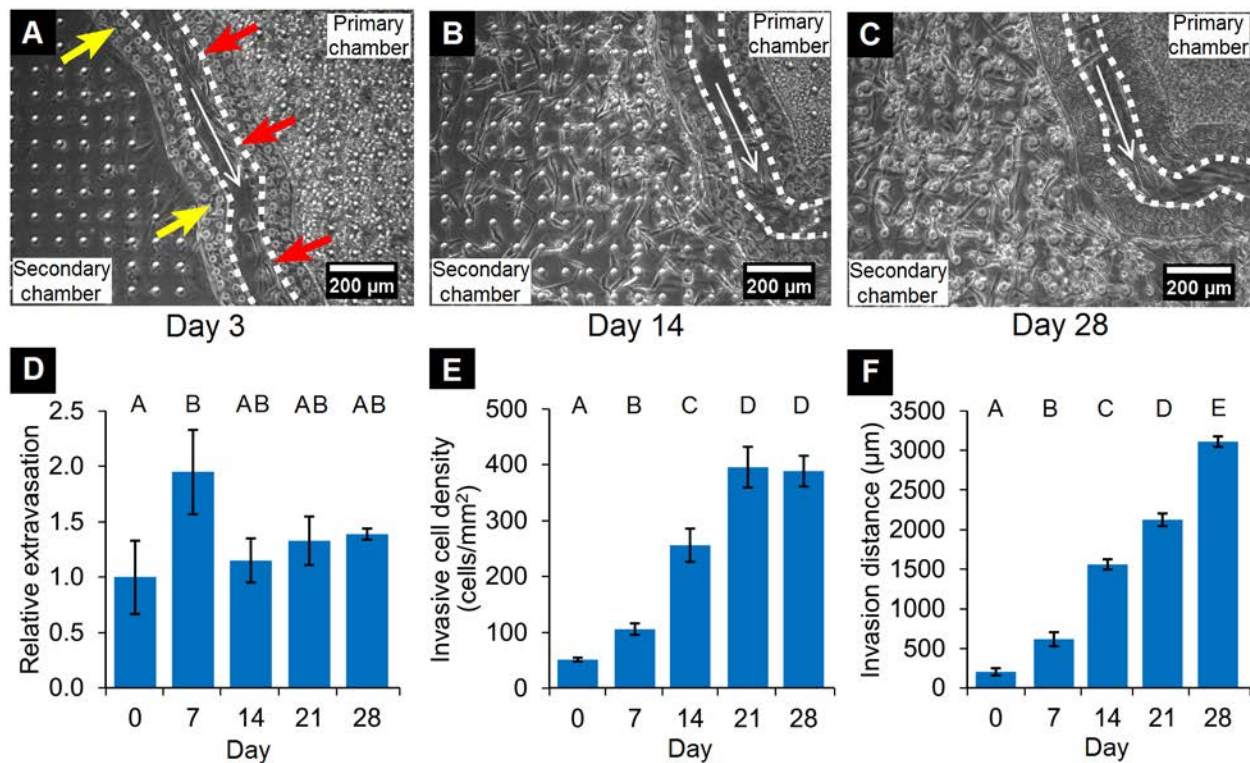 A
Primary
chamber
Secondary
chamber
200 µm
Day 3
B
Primary
chamber
Secondary
chamber
200 µm
Day 14
C
Primary
chamber
Secondary
chamber
200 µm
Day 28
D
A B AB AB AB
Relative extravasation
2.5
2.0
1.5
1.0
0.5
0.0
0 7 14 21 28
Day
E
A B C D D
Invasive cell density
(cells/mm²)
500
400
300
200
100
0
0 7 14 21 28
Day
F
A B C D E
Invasion distance (µm)
3500
3000
2500
2000
1500
1000
500
0
0 7 14 21 28
Day